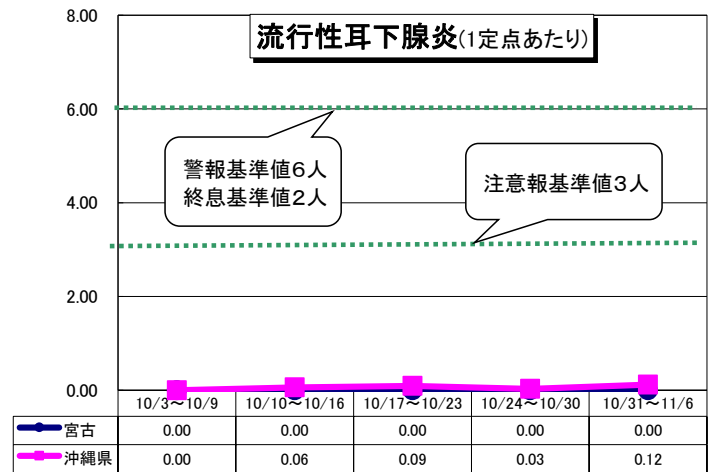 流行性耳下腺炎(1定点あたり)
8.00
6.00
警報基準値6人
終息基準値2人
注意報基準値3人
4.00
2.00
0.00
10/3～10/9 10/10～10/16 10/17～10/23 10/24～10/30 10/31～11/6
宮古 0.00 0.00 0.00 0.00 0.00
沖縄県 0.00 0.06 0.09 0.03 0.12